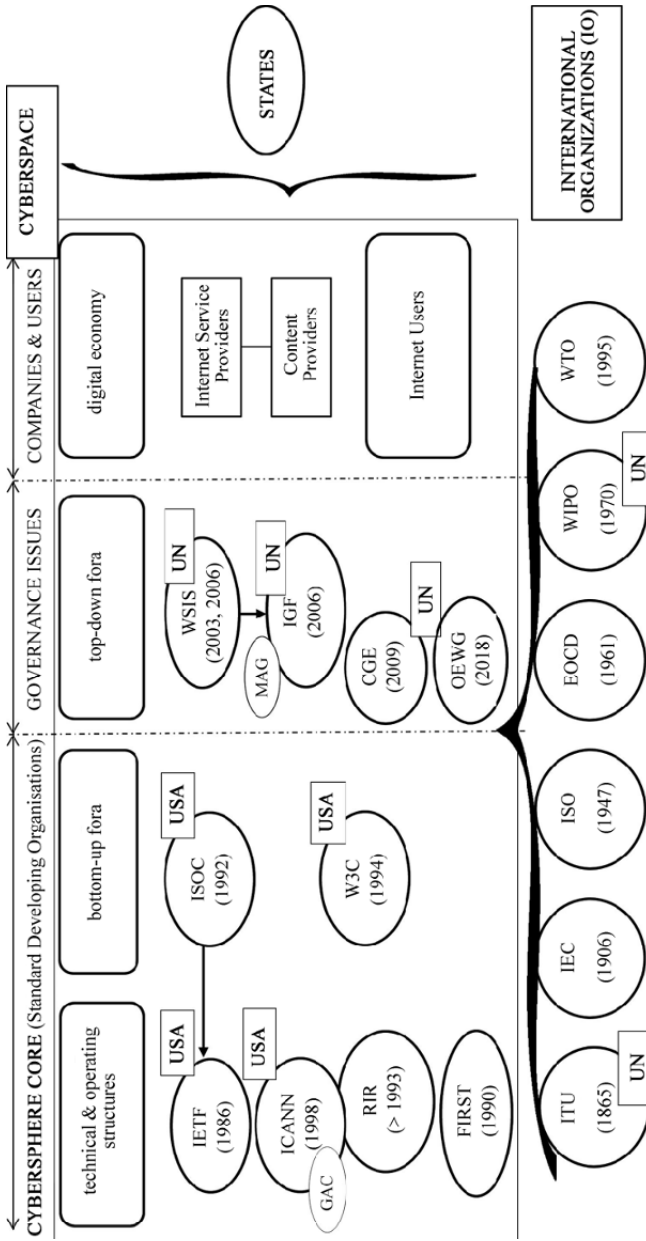 CYBERSPACE
CYBERSPHERE CORE (Standard Developing Organisations)
GOVERNANCE ISSUES
COMPANIES & USERS
technical & operating
structures
bottom-up fora
top-down fora
digital economy
USA
IETF
(1986)
USA
ICANN
(1998)
GAC
RIR
(> 1993)
FIRST
(1990)
USA
ISOC
(1992)
USA
W3C
(1994)
UN
WSIS
(2003, 2006)
UN
MAG
IGF
(2006)
CGE
(2009)
UN
OEWG
(2018)
Internet Service
Providers
Content
Providers
Internet Users
STATES
ITU
(1865)
UN
IEC
(1906)
ISO
(1947)
EOCD
(1961)
WIPO
(1970)
UN
WTO
(1995)
INTERNATIONAL
ORGANIZATIONS (IO)